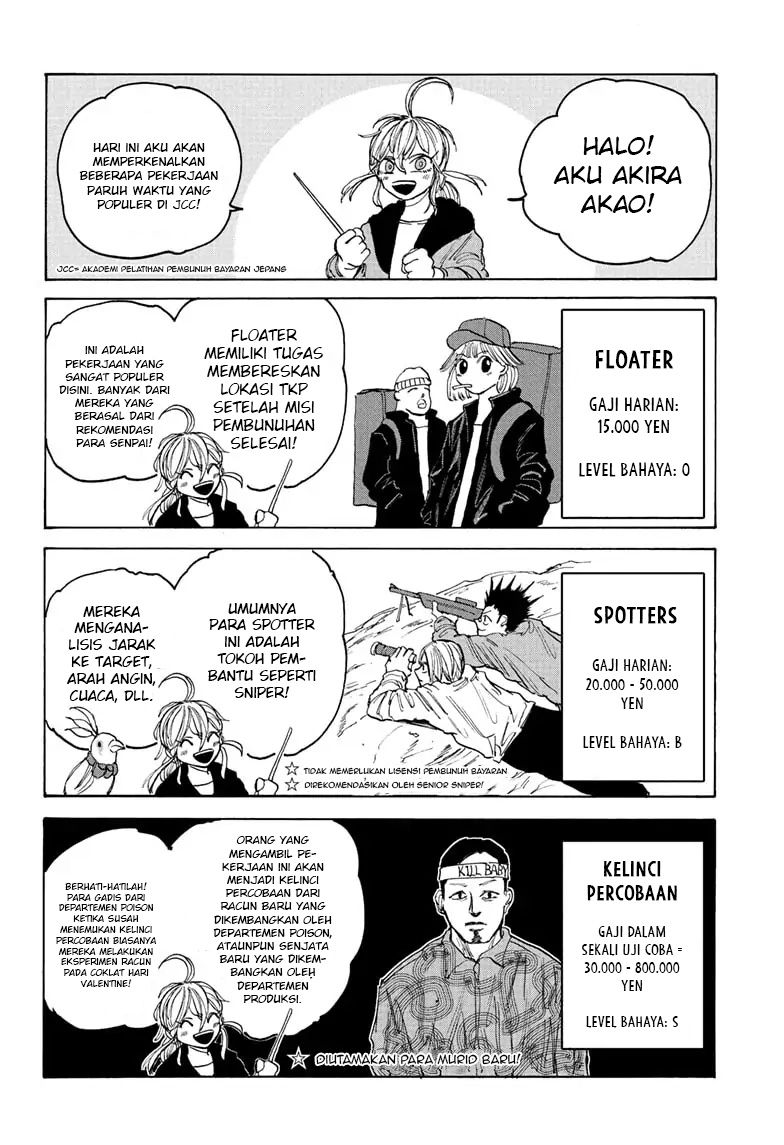 HALO!
AKU AKIRA
AKAO!
HARI INI AKU AKAN
MEMPERKENALKAN
BEBERAPA PEKERJAAN
PARUH WAKTU YANG
POPULER DI JCC!
JCC= AKADEMI PELATIHAN PEMBUNUH BAYARAN JEPANG
FLOATER
GAJI HARIAN:
15.000 YEN
LEVEL BAHAYA: 0
FLOATER
MEMILIKI TUGAS
MEMBERESKAN
LOKASI TKP
SETELAH MISI
PEMBUNUHAN
SELESAI!
INI ADALAH
PEKERJAAN YANG
SANGAT POPULER
DISINI. BANYAK DARI
MEREKA YANG
BERASAL DARI
REKOMENDASI
PARA SENPAI!
SPOTTERS
GAJI HARIAN:
20.000 - 50.000
YEN
LEVEL BAHAYA: B
UMUMNYA
PARA SPOTTER
INI ADALAH
TOKOH PEM-
BANTU SEPERTI
SNIPER!
MEREKA
MENGANA-
LISIS JARAK
KE TARGET,
ARAH ANGIN,
CUACA, DLL.
☆ TIDAK MEMERLUKAN LISENSI PEMBUNUH BAYARAN
☆ DIREKOMENDASIKAN OLEH SENIOR SNIPER!
KELINCI
PERCOBAAN
GAJI DALAM
SEKALI UJI COBA =
30.000 - 800.000
YEN
LEVEL BAHAYA: S
KILL BABY
ORANG YANG
MENGAMBIL PE-
KERJAAN INI AKAN
MENJADI KELINCI
PERCOBAAN DARI
RACUN BARU YANG
DIKEMBANGKAN OLEH
DEPARTEMEN POISON,
ATAUNPUN SENJATA
BARU YANG DIKEM-
BANGKAN OLEH
DEPARTEMEN
PRODUKSI.
BERHATI-HATILAH!
PARA GADIS DARI
DEPARTEMEN POISON
KETIKA SUSAH
MENEMUKAN KELINCI
PERCOBAAN BIASANYA
MEREKA MELAKUKAN
EKSPERIMEN RACUN
PADA COKLAT HARI
VALENTINE!
☆ DIUTAMAKAN PARA MURID BARU!